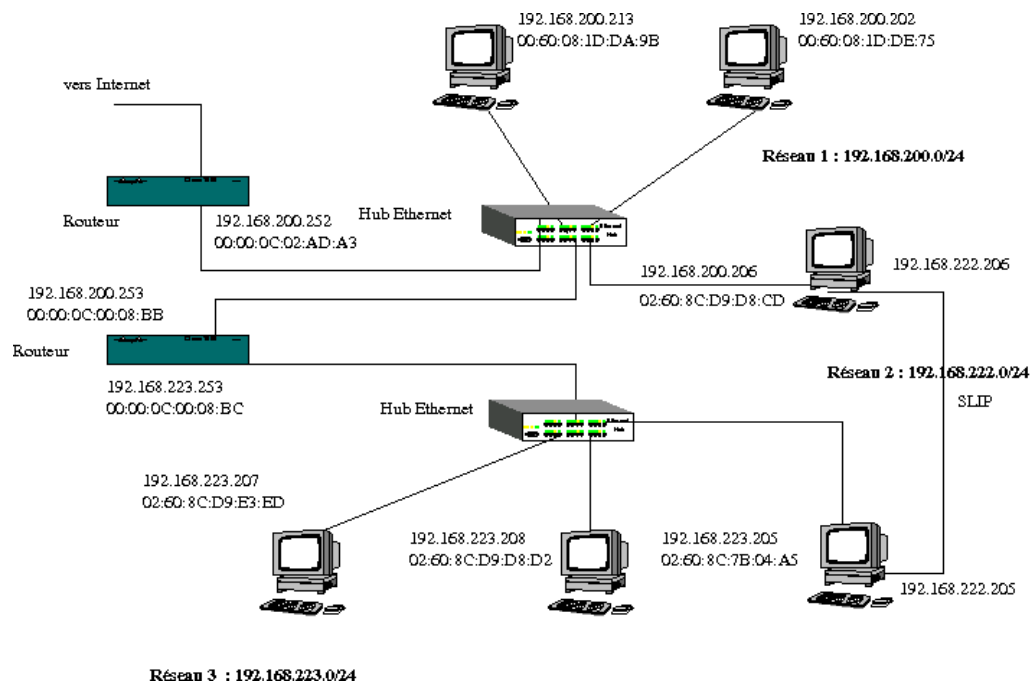 192.168.200.213
00:60:08:1D:DA:9B
192.168.200.202
00:60:08:1D:DE:75
vers Internet
Réseau 1 : 192.168.200.0/24
Routeur
192.168.200.252
00:00:0C:02:AD:A3
Hub Ethernet
Ethernet
Hub
192.168.200.206
02:60:8C:D9:D8:CD
192.168.222.206
192.168.200.253
00:00:0C:00:08:BB
Routeur
192.168.223.253
00:00:0C:00:08:BC
Réseau 2 : 192.168.222.0/24
SLIP
Hub Ethernet
Ethernet
Hub
192.168.223.207
02:60:8C:D9:E3:ED
192.168.223.208
02:60:8C:D9:D8:D2
192.168.223.205
02:60:8C:7B:04:A5
192.168.222.205
Réseau 3 : 192.168.223.0/24